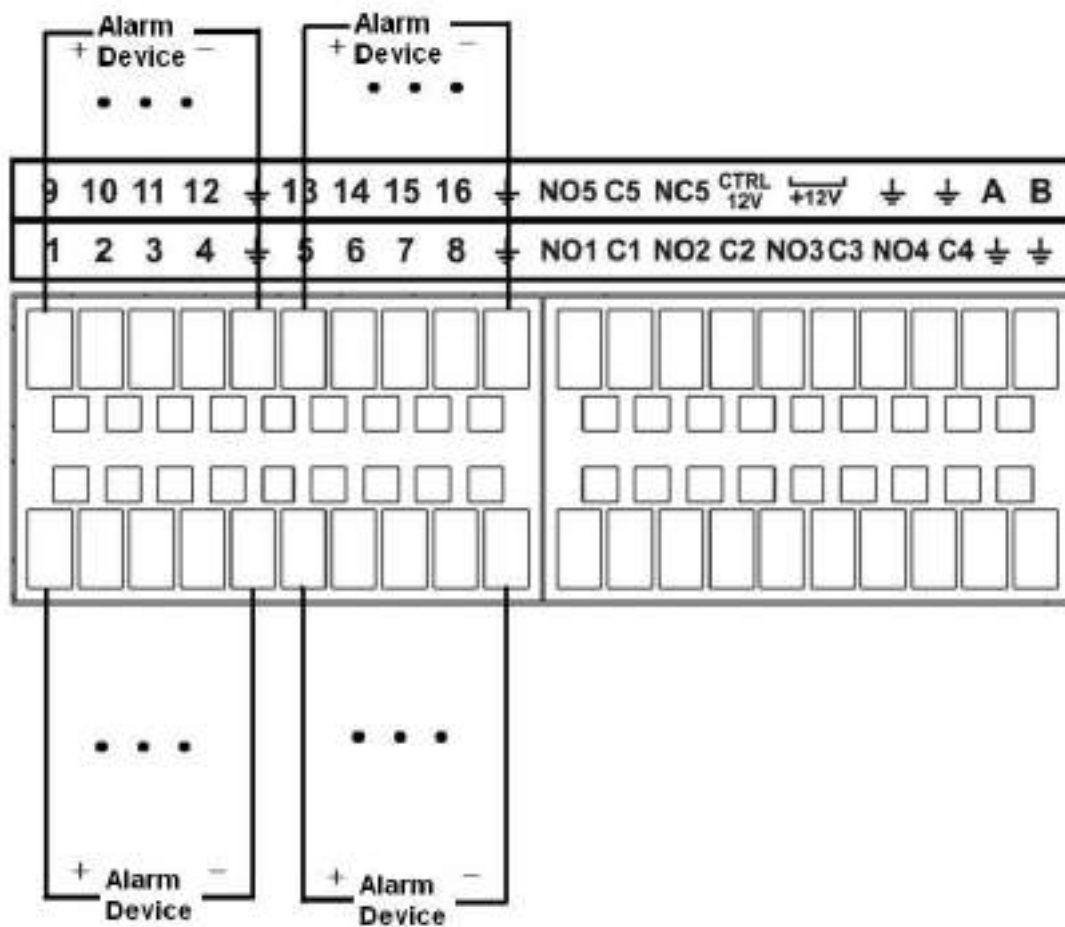 Alarm
Device
+ −
Alarm
Device
+ −
9 10 11 12 ⏚ 13 14 15 16 ⏚ NO5 C5 NC5 CTRL 12V +12V ⏚ ⏚ A B
1 2 3 4 ⏚ 5 6 7 8 ⏚ NO1 C1 NO2 C2 NO3 C3 NO4 C4 ⏚ ⏚
+ −
Alarm
Device
+ −
Alarm
Device